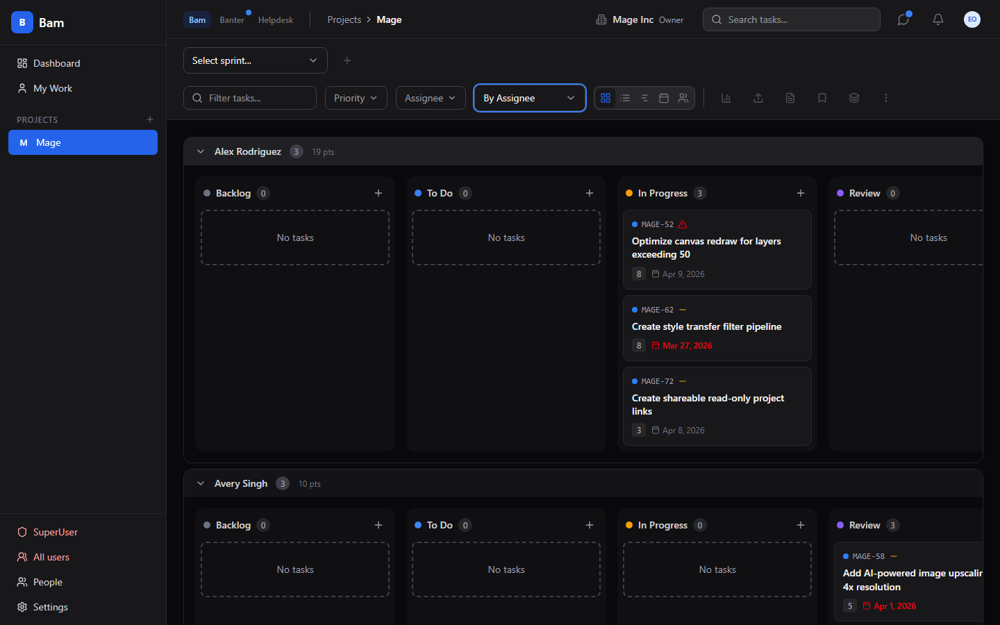 B Bam
Dashboard
My Work
PROJECTS
M Mage
SuperUser
All users
People
Settings
Bam Banter Helpdesk
Projects > Mage
Mage Inc Owner
Search tasks...
EO
Select sprint...
Filter tasks...
Priority
Assignee
By Assignee
Alex Rodriguez 3 19 pts
Backlog 0
No tasks
To Do 0
No tasks
In Progress 3
MAGE-52
Optimize canvas redraw for layers
exceeding 50
8 Apr 9, 2026
MAGE-62
Create style transfer filter pipeline
8 Mar 27, 2026
MAGE-72
Create shareable read-only project
links
3 Apr 8, 2026
Review 0
No tasks
Avery Singh 3 10 pts
Backlog 0
No tasks
To Do 0
No tasks
In Progress 0
No tasks
Review 3
MAGE-58
Add AI-powered image upscalin
4x resolution
5 Apr 1, 2026